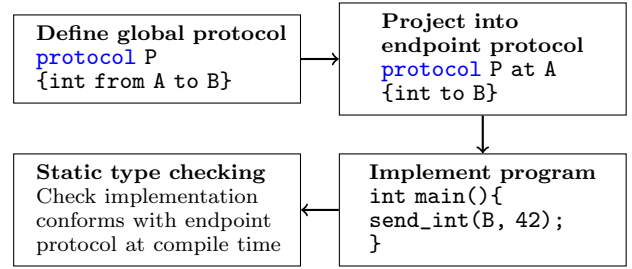 Define global protocol
protocol P
{int from A to B}
Project into
endpoint protocol
protocol P at A
{int to B}
Implement program
int main(){
send_int(B, 42);
}
Static type checking
Check implementation
conforms with endpoint
protocol at compile time